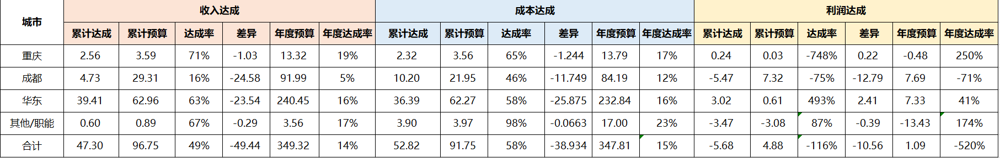 城市 收入达成 成本达成 利润达成
累计达成 累计预算 达成率 差异 年度预算 年度达成率 累计达成 累计预算 达成率 差异 年度预算 年度达成率 累计达成 累计预算 达成率 差异 年度预算 年度达成率
重庆 2.56 3.59 71% -1.03 13.32 19% 2.32 3.56 65% -1.244 13.79 17% 0.24 0.03 -748% 0.22 -0.48 250%
成都 4.73 29.31 16% -24.58 91.99 5% 10.20 21.95 46% -11.749 84.19 12% -5.47 7.32 -75% -12.79 7.69 -71%
华东 39.41 62.96 63% -23.54 240.45 16% 36.39 62.27 58% -25.875 232.84 16% 3.02 0.61 493% 2.41 7.33 41%
其他/职能 0.60 0.89 67% -0.29 3.56 17% 3.90 3.97 98% -0.0663 17.00 23% -3.47 -3.08 87% -0.39 -13.43 174%
合计 47.30 96.75 49% -49.44 349.32 14% 52.82 91.75 58% -38.934 347.81 15% -5.68 4.88 -116% -10.56 1.09 -520%